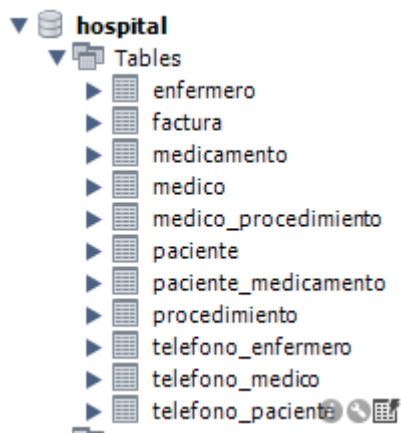 hospital
Tables
enfermero
factura
medicamento
medico
medico_procedimiento
paciente
paciente_medicamento
procedimiento
telefono_enfermero
telefono_medico
telefono_paciente